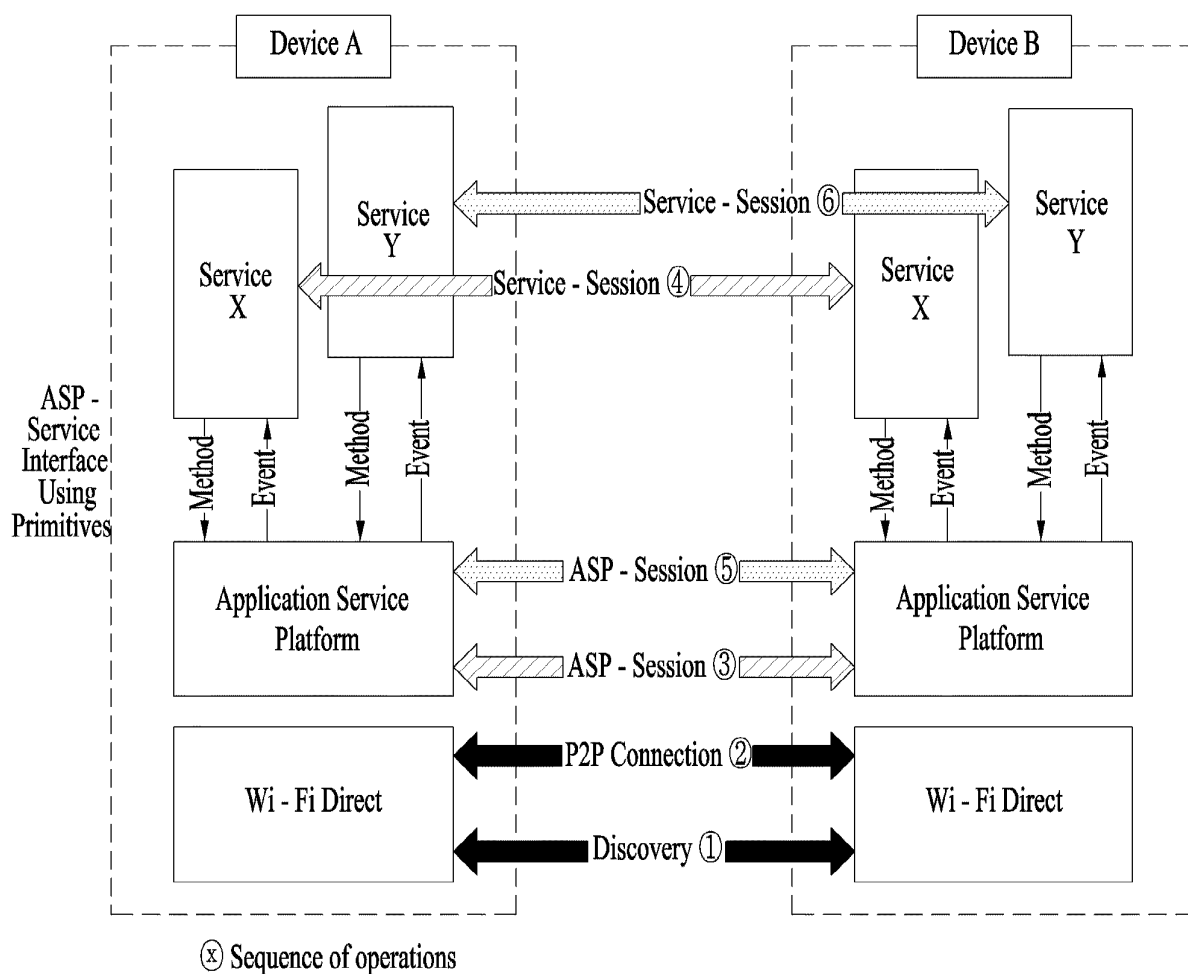 Device A
Device B
Service
Y
Service
X
Service - Session ⑥
Service - Session ④
Service
X
Service
Y
ASP -
Service
Interface
Using
Primitives
Method
Event
Method
Event
Method
Event
Method
Event
Application Service
Platform
ASP - Session ⑤
ASP - Session ③
Application Service
Platform
Wi - Fi Direct
P2P Connection ②
Discovery ①
Wi - Fi Direct
ⓧ Sequence of operations